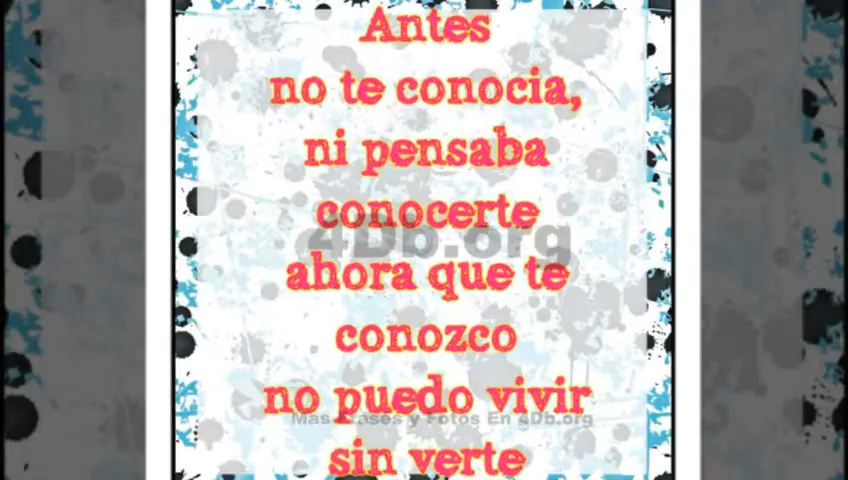 Antes
no te conocia,
ni pensaba
conocerte
4Db.org
ahora que te
conozco
no puedo vivir
Mas Frases y Fotos En 4Db.org
sin verte